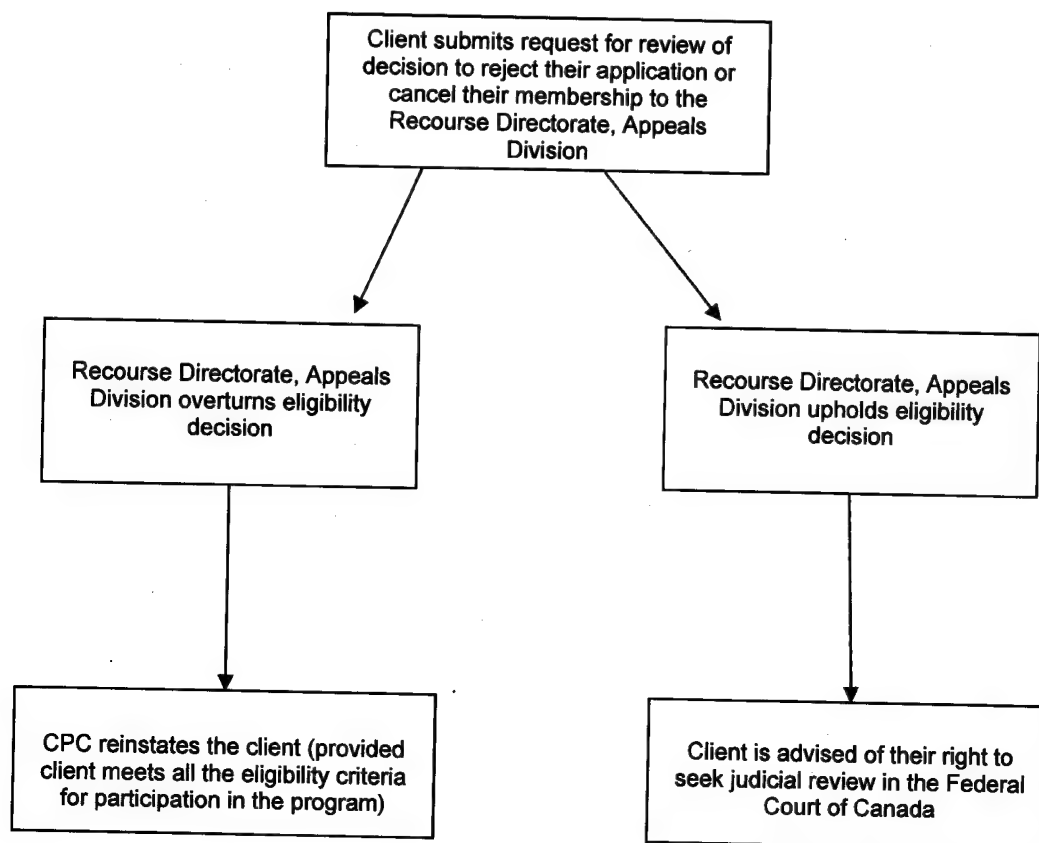 Client submits request for review of
decision to reject their application or
cancel their membership to the
Recourse Directorate, Appeals
Division
Recourse Directorate, Appeals
Division overturns eligibility
decision
Recourse Directorate, Appeals
Division upholds eligibility
decision
CPC reinstates the client (provided
client meets all the eligibility criteria
for participation in the program)
Client is advised of their right to
seek judicial review in the Federal
Court of Canada